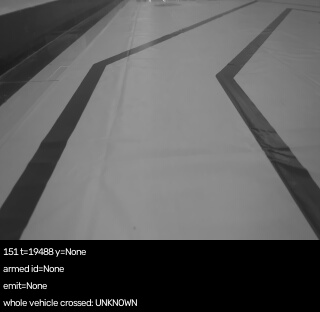 151 t=19488 y=None
armed id=None
emit=None
whole vehicle crossed: UNKNOWN